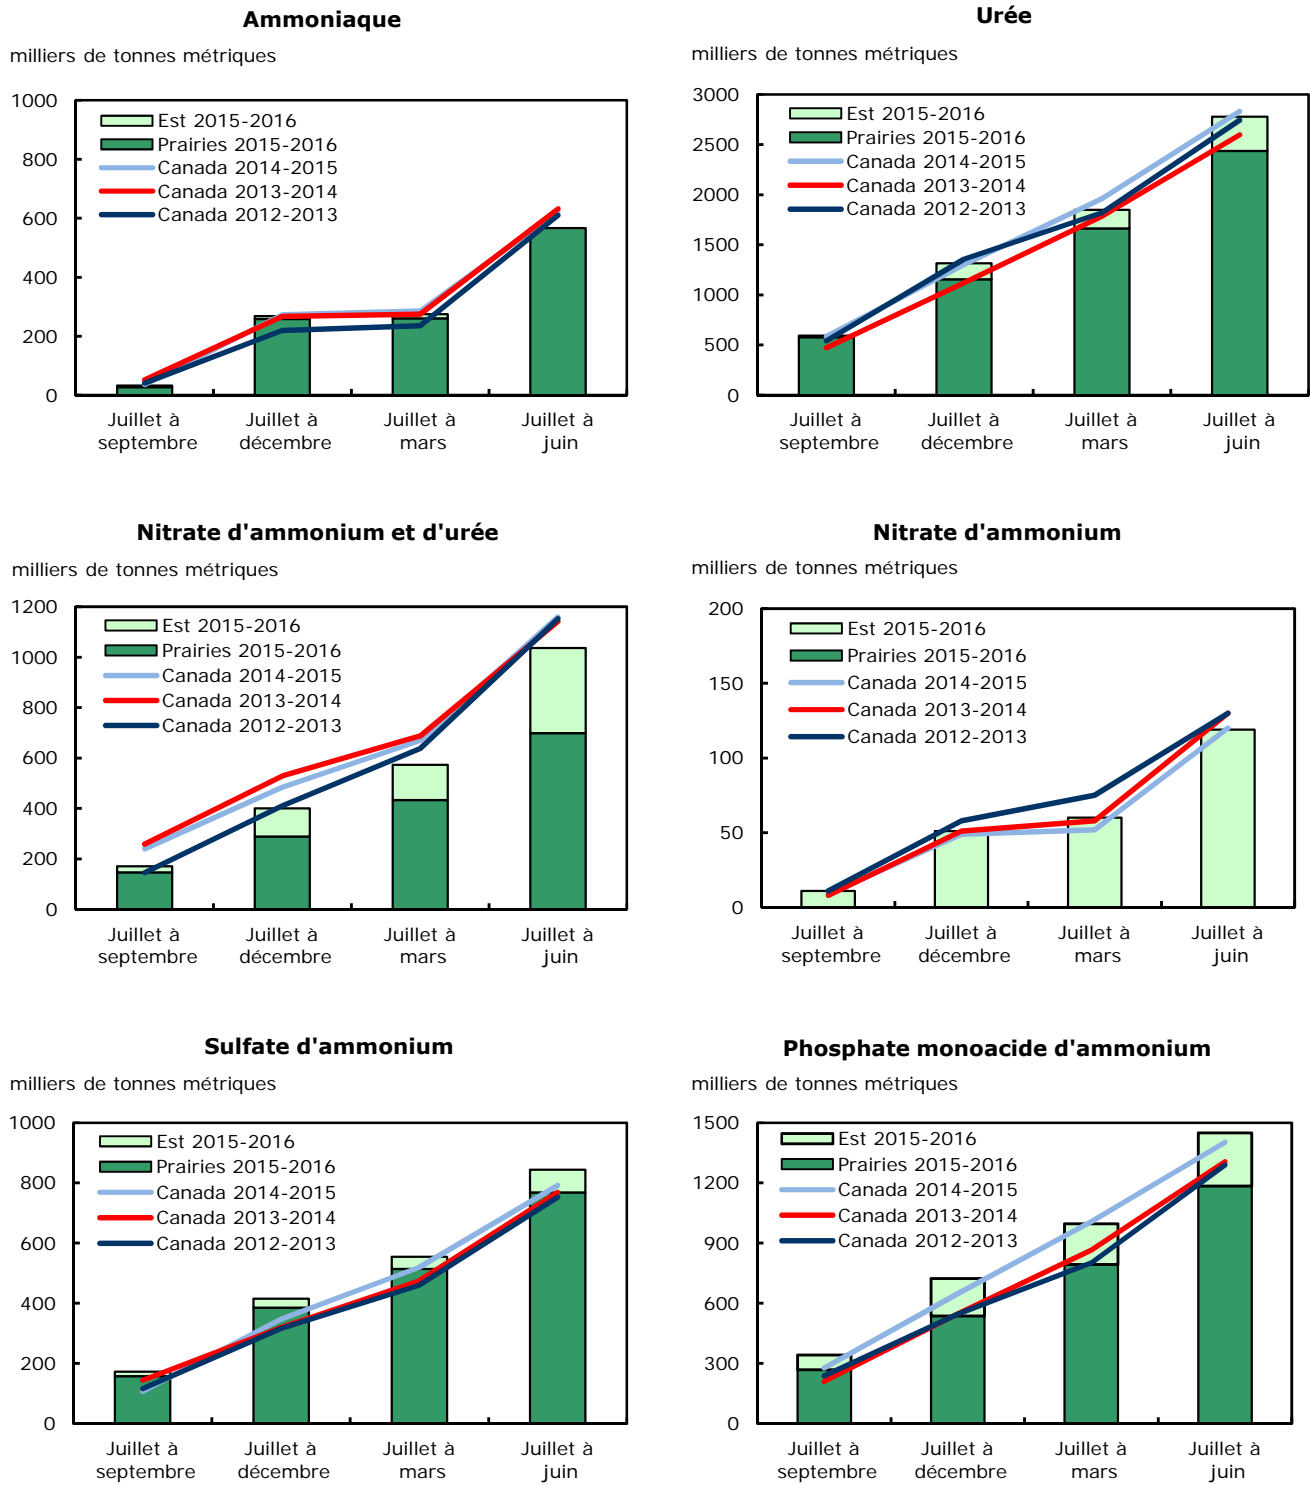 Ammoniaque
milliers de tonnes métriques
1000
800
600
400
200
0
Est 2015-2016
Prairies 2015-2016
Canada 2014-2015
Canada 2013-2014
Canada 2012-2013
Juillet à septembre
Juillet à décembre
Juillet à mars
Juillet à juin
Urée
milliers de tonnes métriques
3000
2500
2000
1500
1000
500
0
Est 2015-2016
Prairies 2015-2016
Canada 2014-2015
Canada 2013-2014
Canada 2012-2013
Juillet à septembre
Juillet à décembre
Juillet à mars
Juillet à juin
Nitrate d'ammonium et d'urée
milliers de tonnes métriques
1200
1000
800
600
400
200
0
Est 2015-2016
Prairies 2015-2016
Canada 2014-2015
Canada 2013-2014
Canada 2012-2013
Juillet à septembre
Juillet à décembre
Juillet à mars
Juillet à juin
Nitrate d'ammonium
milliers de tonnes métriques
200
150
100
50
0
Est 2015-2016
Prairies 2015-2016
Canada 2014-2015
Canada 2013-2014
Canada 2012-2013
Juillet à septembre
Juillet à décembre
Juillet à mars
Juillet à juin
Sulfate d'ammonium
milliers de tonnes métriques
1000
800
600
400
200
0
Est 2015-2016
Prairies 2015-2016
Canada 2014-2015
Canada 2013-2014
Canada 2012-2013
Juillet à septembre
Juillet à décembre
Juillet à mars
Juillet à juin
Phosphate monoacide d'ammonium
milliers de tonnes métriques
1500
1200
900
600
300
0
Est 2015-2016
Prairies 2015-2016
Canada 2014-2015
Canada 2013-2014
Canada 2012-2013
Juillet à septembre
Juillet à décembre
Juillet à mars
Juillet à juin